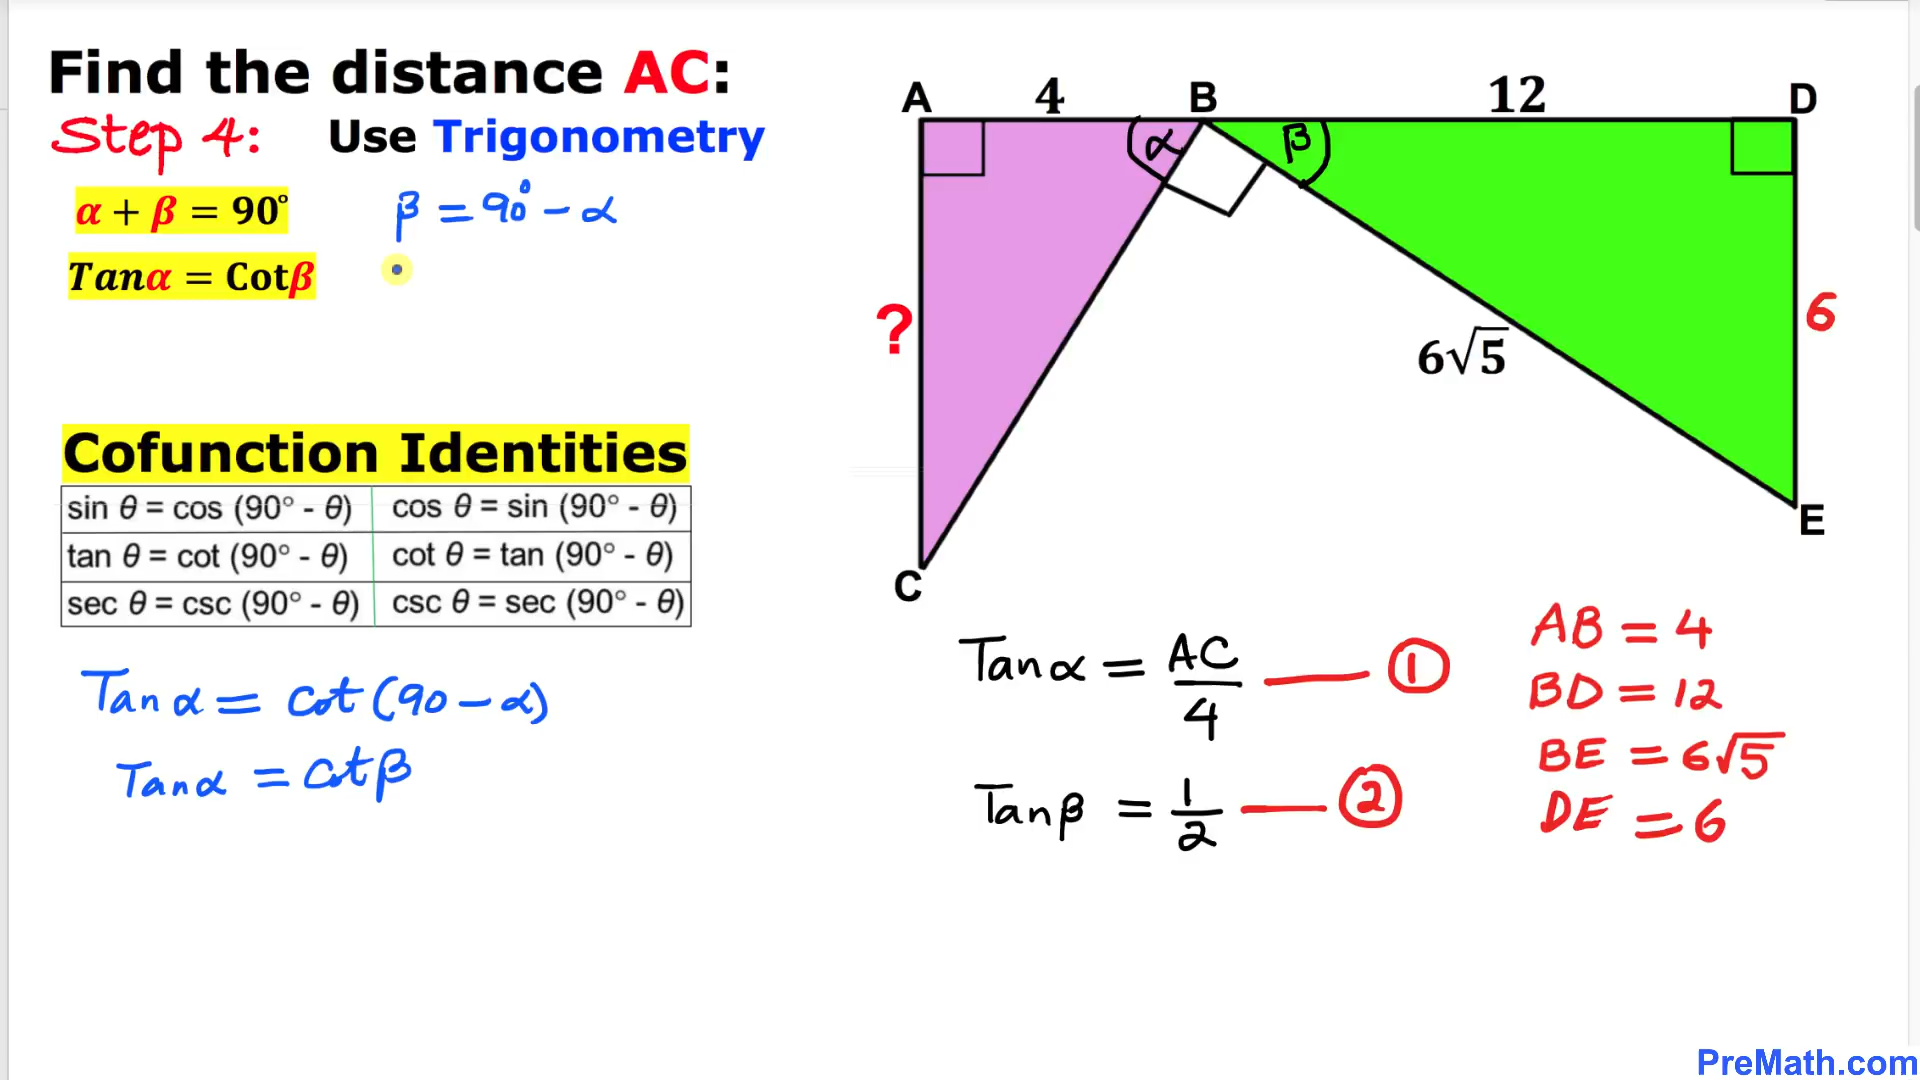 Find the distance AC:
Step 4: Use Trigonometry
α + β = 90°
β = 90° − α
Tanα = Cotβ
Cofunction Identities
sin θ = cos (90° - θ) cos θ = sin (90° - θ)
tan θ = cot (90° - θ) cot θ = tan (90° - θ)
sec θ = csc (90° - θ) csc θ = sec (90° - θ)
Tan α = cot (90 − α)
Tan α = cot β
A 4 B 12 D
α β
?
6
6√5
E
C
Tan α = AC/4 — ①
Tan β = 1/2 — ②
AB = 4
BD = 12
BE = 6√5
DE = 6
PreMath.com